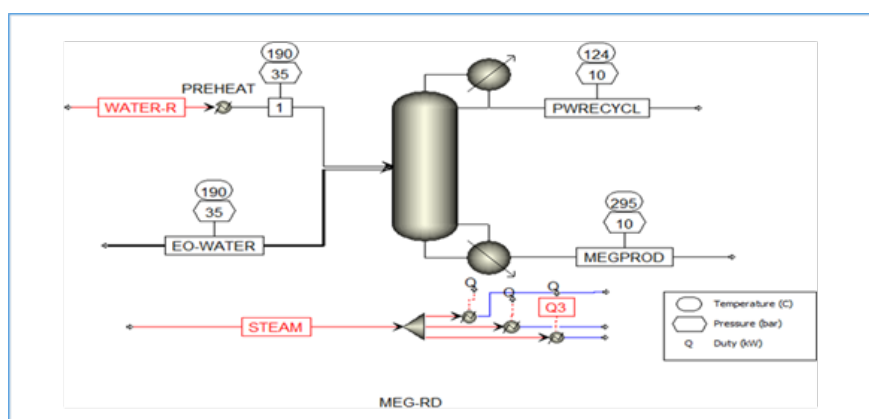 190
35
PREHEAT
WATER-R
1
124
10
PWRECYCL
190
35
EO-WATER
295
10
MEGPROD
Q
Q
Q
Q3
STEAM
Temperature (C)
Pressure (bar)
Q Duty (kW)
MEG-RD